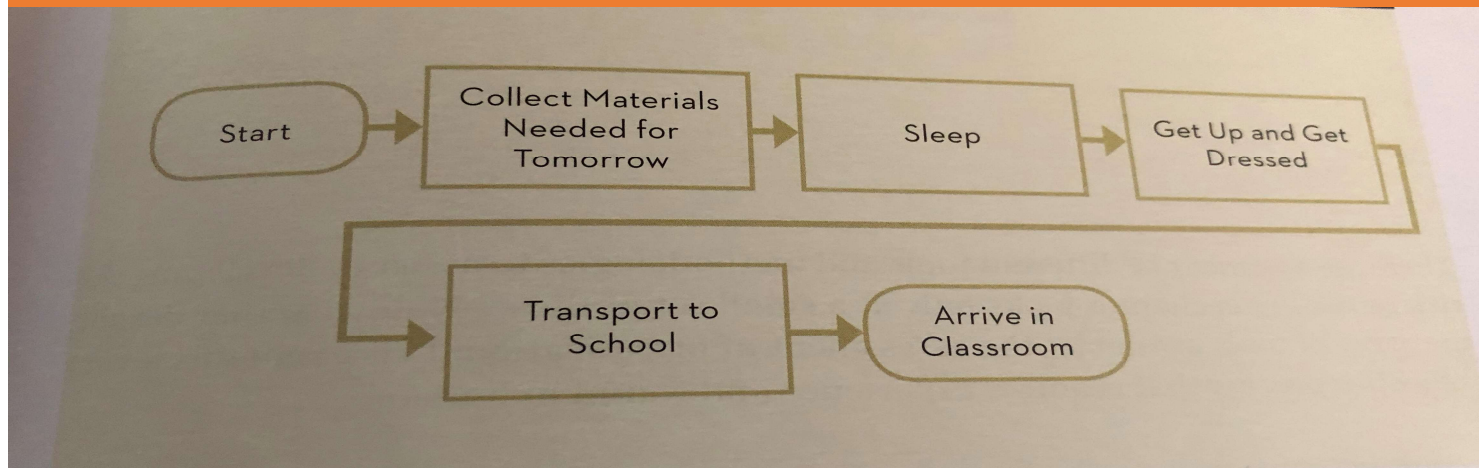 Start
Collect Materials
Needed for
Tomorrow
Sleep
Get Up and Get
Dressed
Transport to
School
Arrive in
Classroom